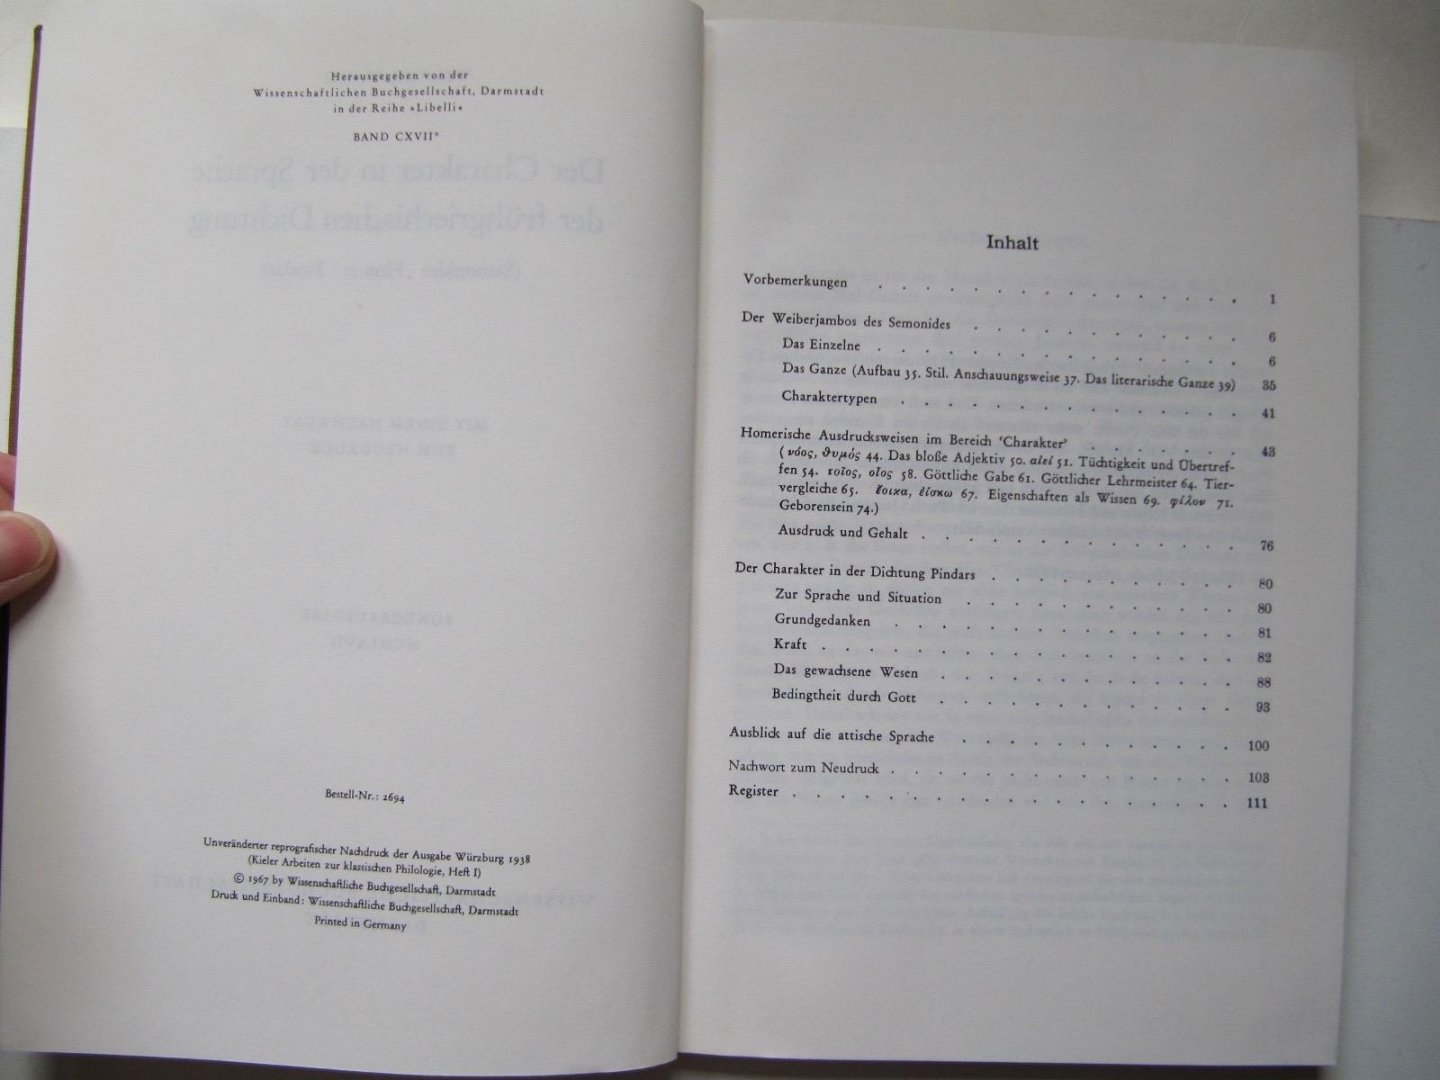 Herausgegeben von der
Wissenschaftlichen Buchgesellschaft, Darmstadt
in der Reihe »Libelli«
BAND CXVII*
Bestell-Nr.: 2694
Unveränderter reprografischer Nachdruck der Ausgabe Würzburg 1938
(Kieler Arbeiten zur klassischen Philologie, Heft I)
© 1967 by Wissenschaftliche Buchgesellschaft, Darmstadt
Druck und Einband: Wissenschaftliche Buchgesellschaft, Darmstadt
Printed in Germany
Inhalt
Vorbemerkungen . . . . . . . . . . . . . . . . 1
Der Weiberjambos des Semonides . . . . . . . . . . . . 6
Das Einzelne . . . . . . . . . . . . . . . . 6
Das Ganze (Aufbau 35. Stil. Anschauungsweise 37. Das literarische Ganze 39) 35
Charaktertypen . . . . . . . . . . . . . . . 41
Homerische Ausdrucksweisen im Bereich 'Charakter' . . . . . . . 43
(νόος, θυμός 44. Das bloße Adjektiv 50. αἰεί 51. Tüchtigkeit und Übertref-
fen 54. τοῖος, οἷος 58. Göttliche Gabe 61. Göttlicher Lehrmeister 64. Tier-
vergleiche 65. ἔοικα, ἐίσκω 67. Eigenschaften als Wissen 69. φίλον 71.
Geborensein 74.)
Ausdruck und Gehalt . . . . . . . . . . . . . . 76
Der Charakter in der Dichtung Pindars . . . . . . . . . . . 80
Zur Sprache und Situation . . . . . . . . . . . . 80
Grundgedanken . . . . . . . . . . . . . . . 81
Kraft . . . . . . . . . . . . . . . . . . 82
Das gewachsene Wesen . . . . . . . . . . . . . 88
Bedingtheit durch Gott . . . . . . . . . . . . . 93
Ausblick auf die attische Sprache . . . . . . . . . . . . 100
Nachwort zum Neudruck . . . . . . . . . . . . . . . 103
Register . . . . . . . . . . . . . . . . . . . 111